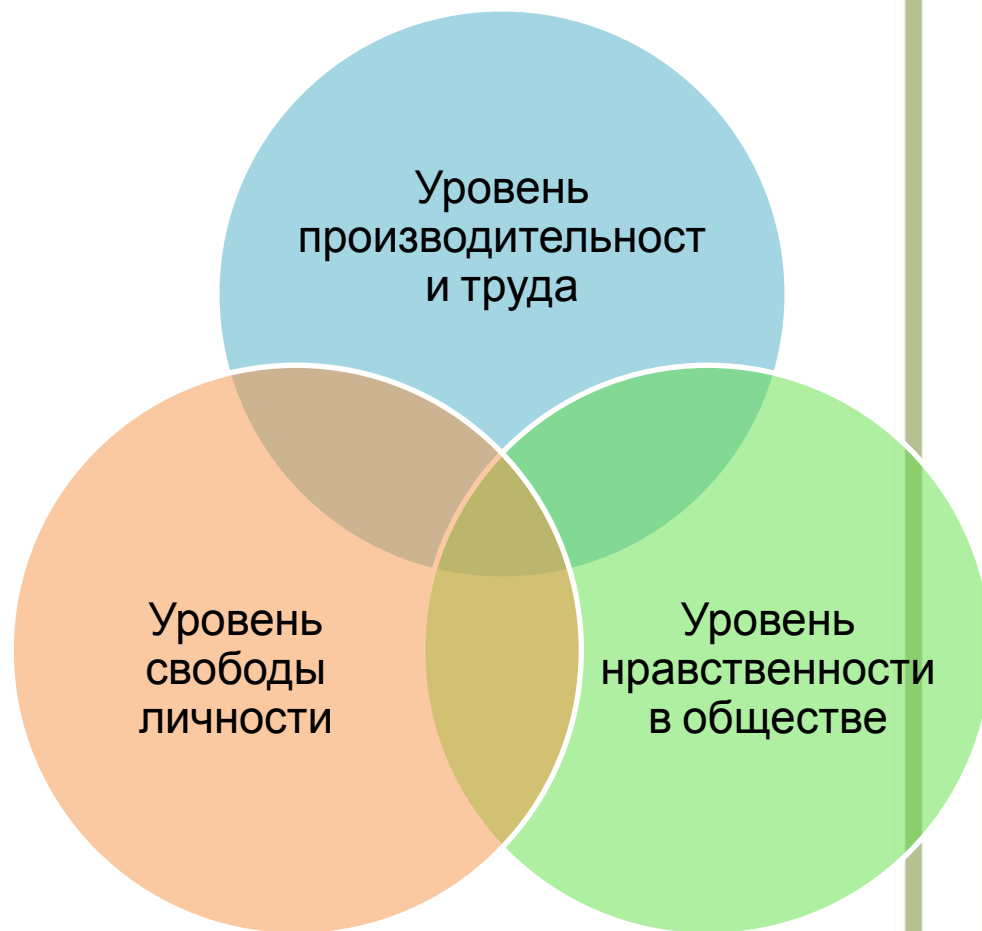 Уровень
производительност
и труда
Уровень
свободы
личности
Уровень
нравственности
в обществе